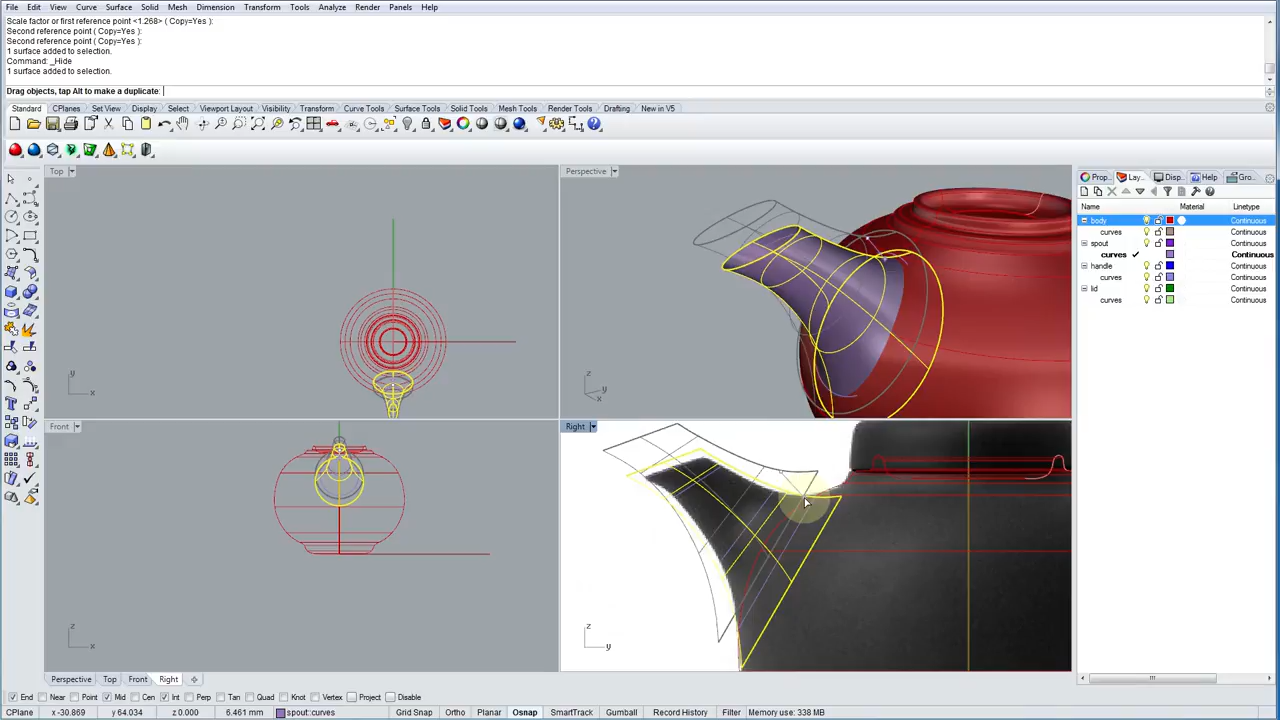 File Edit View Curve Surface Solid Mesh Dimension Transform Tools Analyze Render Panels Help
Scale factor or first reference point <1.268> ( Copy=Yes ):
Second reference point ( Copy=Yes ):
Second reference point ( Copy=Yes ):
1 surface added to selection.
Command: _Hide
1 surface added to selection.
Drag objects, tap Alt to make a duplicate:
Standard CPlanes Set View Display Select Viewport Layout Visibility Transform Curve Tools Surface Tools Solid Tools Mesh Tools Render Tools Drafting New in V5
Top
Perspective
Prop... Lay... Disp... Help Gro...
Name Material Linetype
body Continuous
curves Continuous
spout Continuous
curves Continuous
handle Continuous
curves Continuous
lid Continuous
curves Continuous
y
x
z
y
x
Front
Right
z
x
z
y
Perspective Top Front Right
End Near Point Mid Cen Int Perp Tan Quad Knot Vertex Project Disable
CPlane x -30.869 y 64.034 z 0.000 6.461 mm spout::curves Grid Snap Ortho Planar Osnap SmartTrack Gumball Record History Filter Memory use: 338 MB